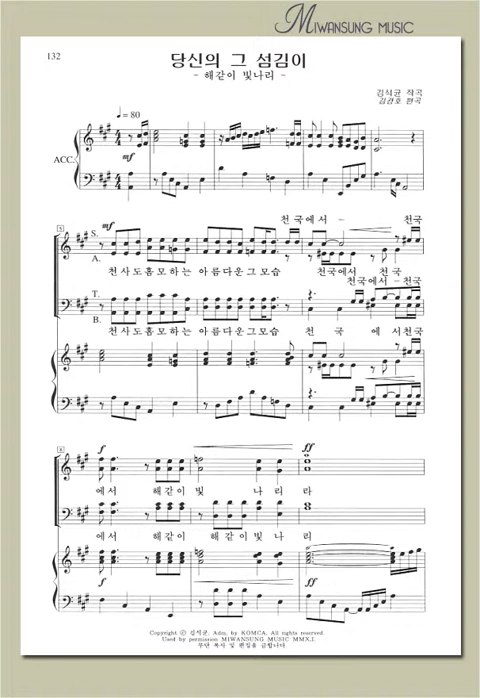 MIWANSUNG MUSIC
132
당신의 그 섬김이
- 해같이 빛나리 -
김석균 작곡
김관호 편곡
♩= 80
ACC.
mf
5
mf
천국에서 - 천국
S.
A.
천사도흠모하는 아름다운그모습 천국에서 천국
천국에서 -천국
T.
B.
천사도흠모하는 아름다운그모습 천 국 에 서천국
f
ff
에서 해같이 빛 나리 라
에서 해같이 해같이 빛 나 리
f
ff
Copyright ⓒ 김석균, Adm. by KOMCA. All rights reserved.
Used by permission MIWANSUNG MUSIC MMX.I.
무단 복사 및 편집을 금합니다